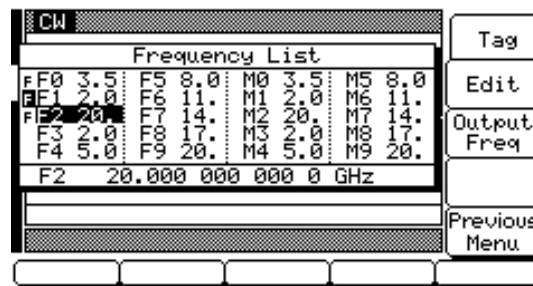 CW
Frequency List
F F0 3.5 F5 8.0 M0 3.5 M5 8.0
F F1 2.0 F6 11. M1 2.0 M6 11.
F F2 20. F7 14. M2 20. M7 14.
F3 2.0 F8 17. M3 2.0 M8 17.
F4 5.0 F9 20. M4 5.0 M9 20.
F2 20.000 000 000 0 GHz
Tag
Edit
Output
Freq
Previous
Menu